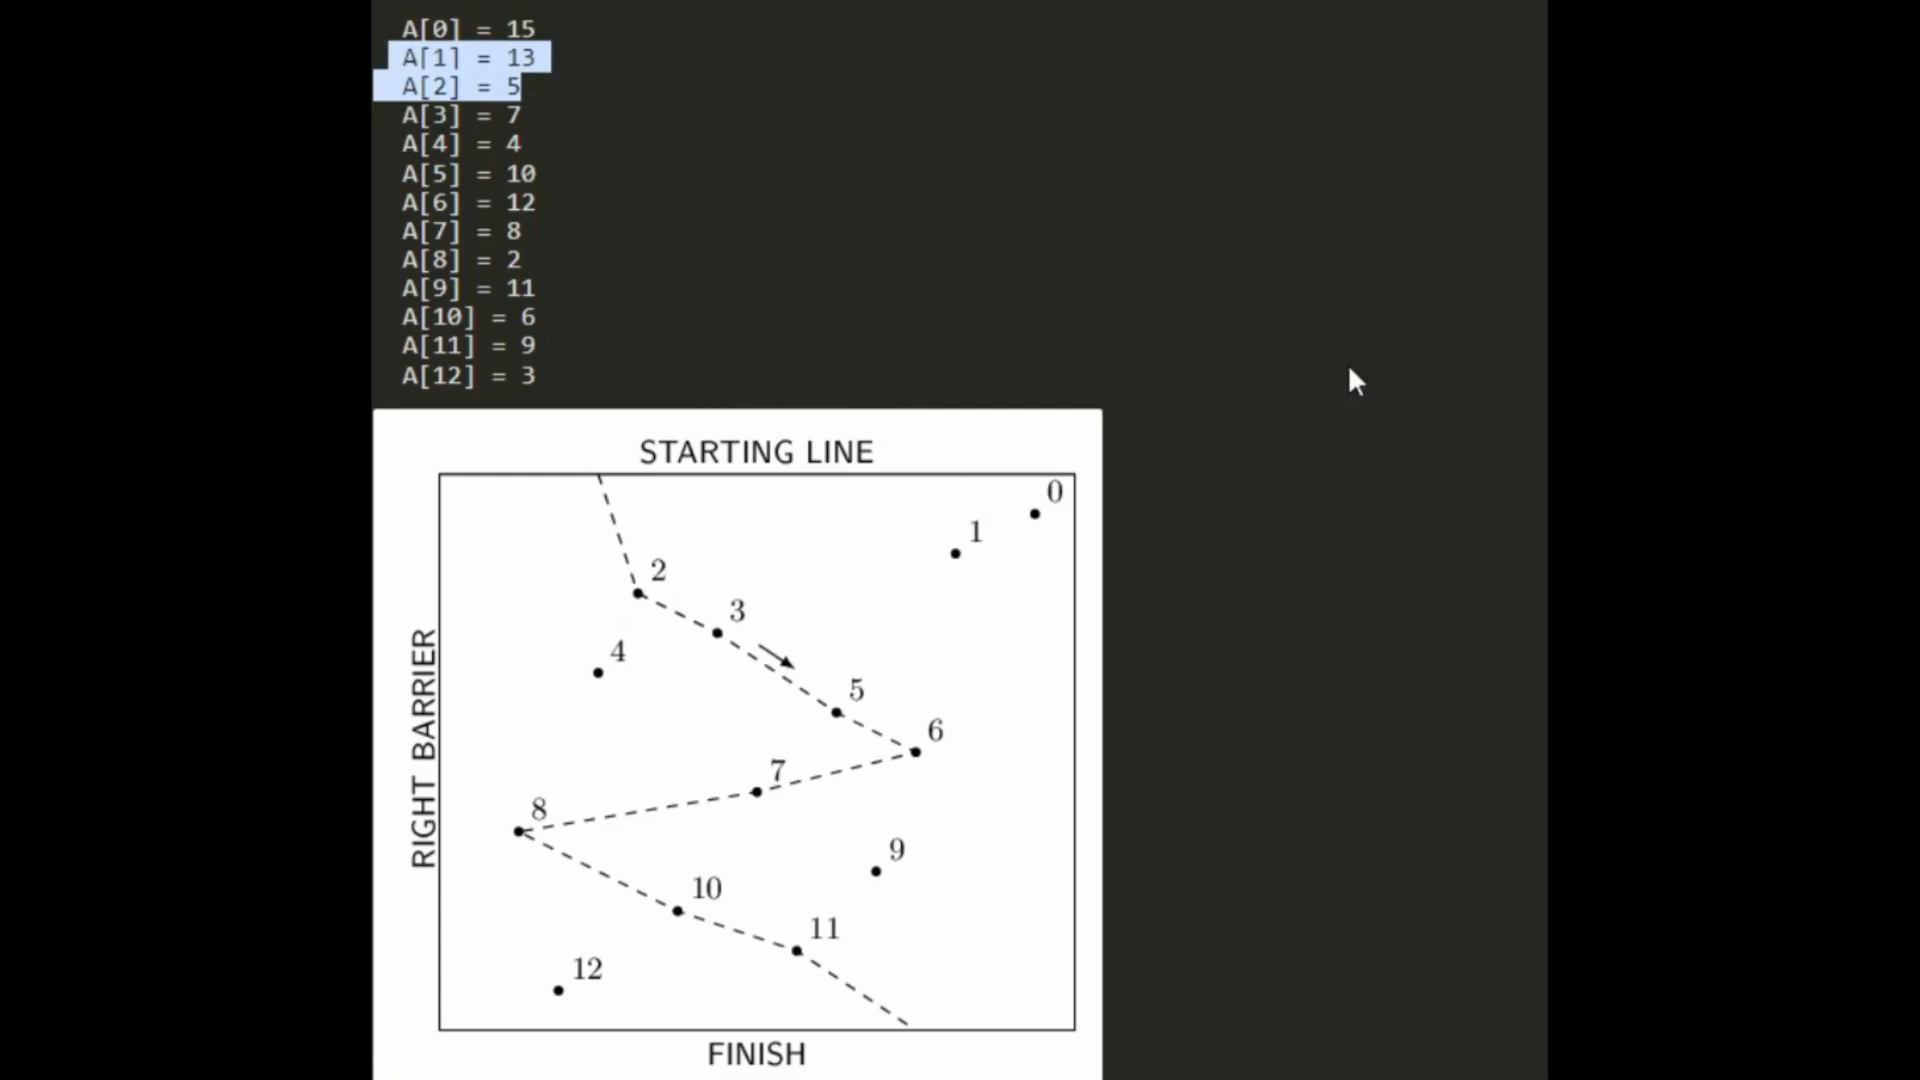 A[0] = 15
A[1] = 13
A[2] = 5
A[3] = 7
A[4] = 4
A[5] = 10
A[6] = 12
A[7] = 8
A[8] = 2
A[9] = 11
A[10] = 6
A[11] = 9
A[12] = 3
STARTING LINE
0
1
2
3
4
5
6
7
8
9
10
11
12
RIGHT BARRIER
FINISH